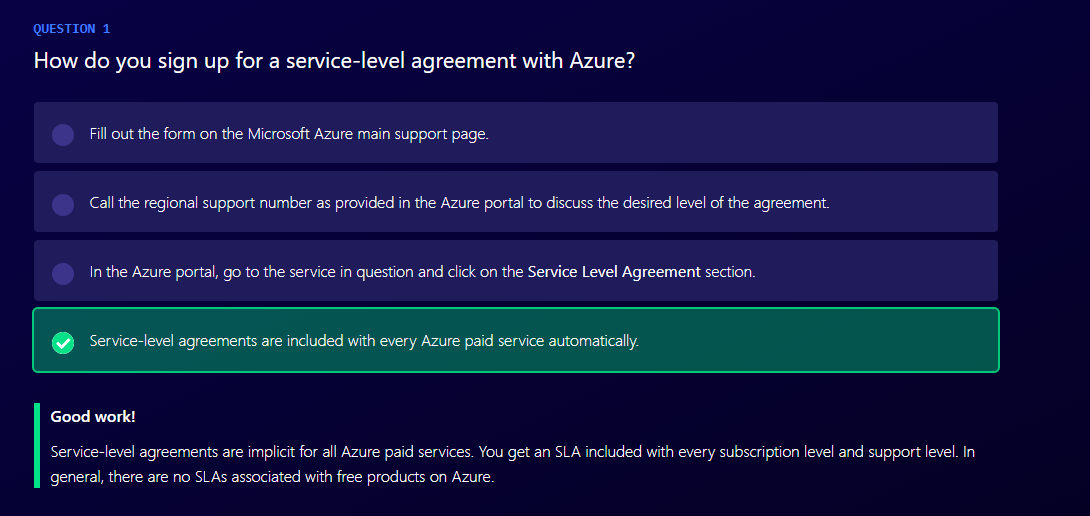 QUESTION 1
How do you sign up for a service-level agreement with Azure?
Fill out the form on the Microsoft Azure main support page.
Call the regional support number as provided in the Azure portal to discuss the desired level of the agreement.
In the Azure portal, go to the service in question and click on the Service Level Agreement section.
Service-level agreements are included with every Azure paid service automatically.
Good work!
Service-level agreements are implicit for all Azure paid services. You get an SLA included with every subscription level and support level. In
general, there are no SLAs associated with free products on Azure.